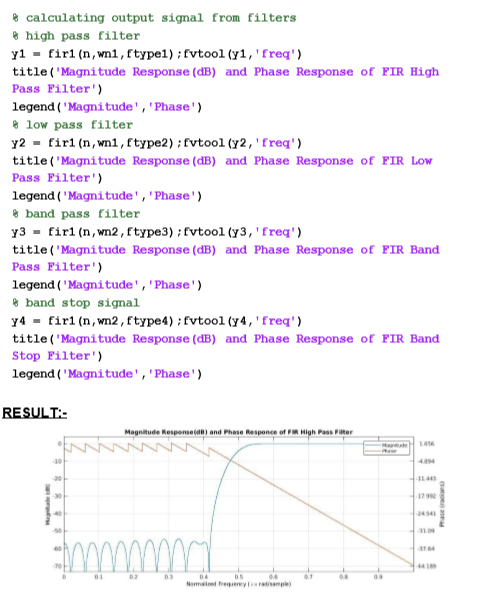 % calculating output signal from filters
% high pass filter
y1 = fir1(n,wn1,ftype1);fvtool(y1,'freq')
title('Magnitude Response(dB) and Phase Response of FIR High
Pass Filter')
legend('Magnitude','Phase')
% low pass filter
y2 = fir1(n,wn1,ftype2);fvtool(y2,'freq')
title('Magnitude Response(dB) and Phase Response of FIR Low
Pass Filter')
legend('Magnitude','Phase')
% band pass filter
y3 = fir1(n,wn2,ftype3);fvtool(y3,'freq')
title('Magnitude Response(dB) and Phase Response of FIR Band
Pass Filter')
legend('Magnitude','Phase')
% band stop signal
y4 = fir1(n,wn2,ftype4);fvtool(y4,'freq')
title('Magnitude Response(dB) and Phase Response of FIR Band
Stop Filter')
legend('Magnitude','Phase')
RESULT:-
Magnitude Response(dB) and Phase Responce of FIR High Pass Filter
Magnitude
Phase
Magnitude (dB)
0
-10
-20
-30
-40
-50
-60
-70
1.656
-4.894
-11.443
-17.992
-24.541
-31.09
-37.64
-44.189
Phase (radians)
0
0.1
0.2
0.3
0.4
0.5
0.6
0.7
0.8
0.9
Normalized Frequency (×π rad/sample)